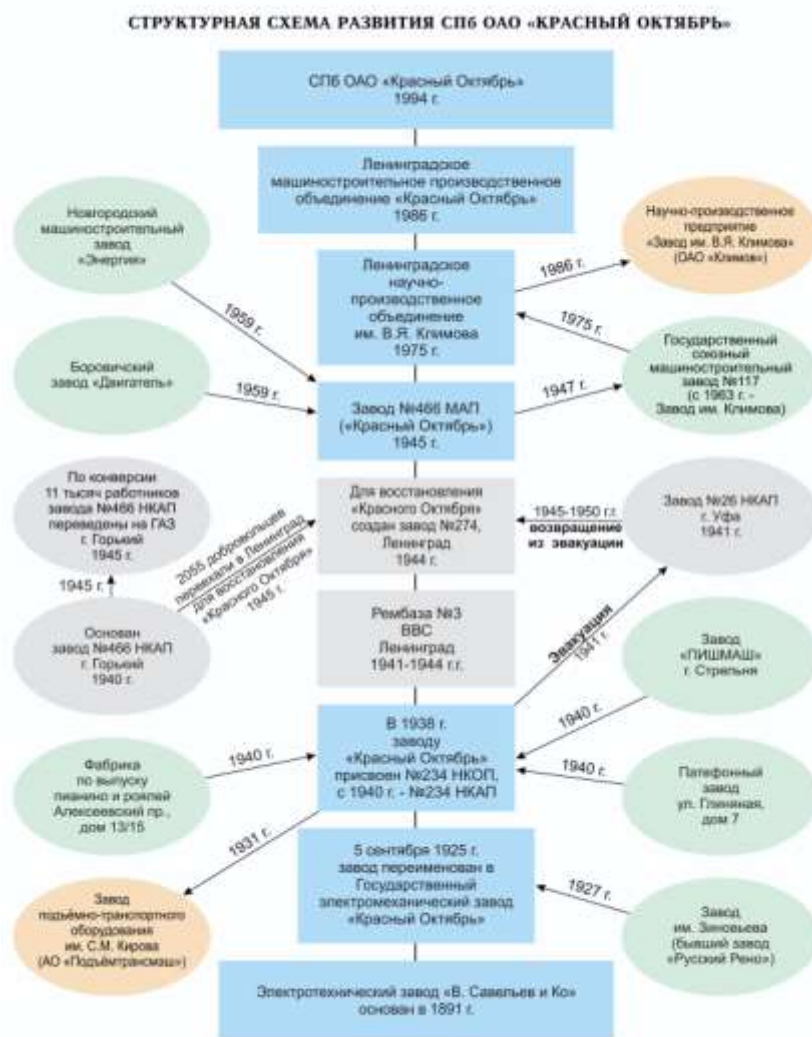 СТРУКТУРНАЯ СХЕМА РАЗВИТИЯ СПб ОАО «КРАСНЫЙ ОКТЯБРЬ»
СПб ОАО «Красный Октябрь»
1994 г.
Ленинградское
машиностроительное производственное
объединение «Красный Октябрь»
1986 г.
Новгородский
машиностроительный
завод
«Энергия»
Ленинградское
научно-
производственное
объединение
им. В.Я. Климова
1975 г.
Научно-производственное
предприятие
«Завод им. В.Я. Климова»
(ОАО «Климов»)
1986 г.
1959 г.
1975 г.
Боровичский
завод «Двигатель»
1959 г.
Завод №466 МАП
(«Красный Октябрь»)
1945 г.
1947 г.
Государственный
союзный
машиностроительный
завод №117
(с 1963 г. -
Завод им. Климова)
По конверсии
11 тысяч работников
завода №466 НКАП
переведены на ГАЗ
г. Горький
1945 г.
2055 добровольцев
переехали в Ленинград
для восстановления
«Красного Октября»
1945 г.
Для восстановления
«Красного Октября»
создан завод №274,
Ленинград
1944 г.
1945-1950 г.г.
возвращение
из эвакуации
Завод №26 НКАП
г. Уфа
1941 г.
1945 г.
Основан
завод №466 НКАП
г. Горький
1940 г.
Рембаза №3
ВВС
Ленинград
1941-1944 г.г.
Эвакуация
1941 г.
Завод
«ПИШМАШ»
г. Стрельня
1940 г.
Фабрика
по выпуску
пианино и роялей
Алексеевский пр.,
дом 13/15
1940 г.
В 1938 г.
заводу
«Красный Октябрь»
присвоен №234 НКОП,
с 1940 г. - №234 НКАП
1940 г.
Патефонный
завод
ул. Глиняная,
дом 7
1931 г.
Завод
подъёмно-транспортного
оборудования
им. С.М. Кирова
(АО «Подъёмтрансмаш»)
5 сентября 1925 г.
завод переименован в
Государственный
электромеханический завод
«Красный Октябрь»
1927 г.
Завод
им. Зиновьева
(бывший завод
«Русский Рено»)
Электротехнический завод «В. Савельев и Ко»
основан в 1891 г.